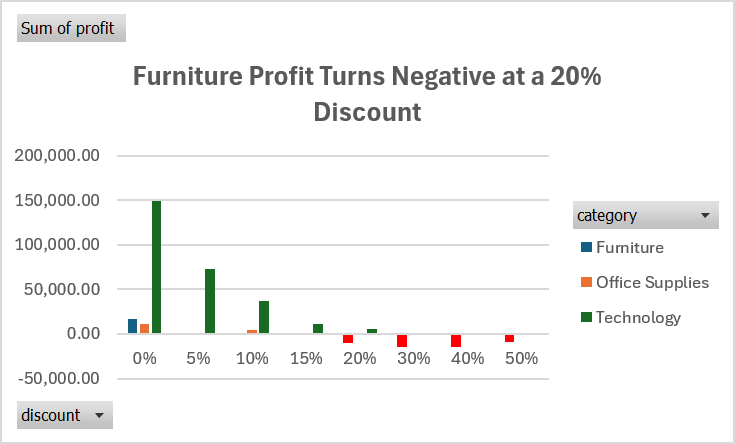 Sum of profit
Furniture Profit Turns Negative at a 20%
Discount
200,000.00
150,000.00
100,000.00
50,000.00
0.00
-50,000.00
0% 5% 10% 15% 20% 30% 40% 50%
category
Furniture
Office Supplies
Technology
discount